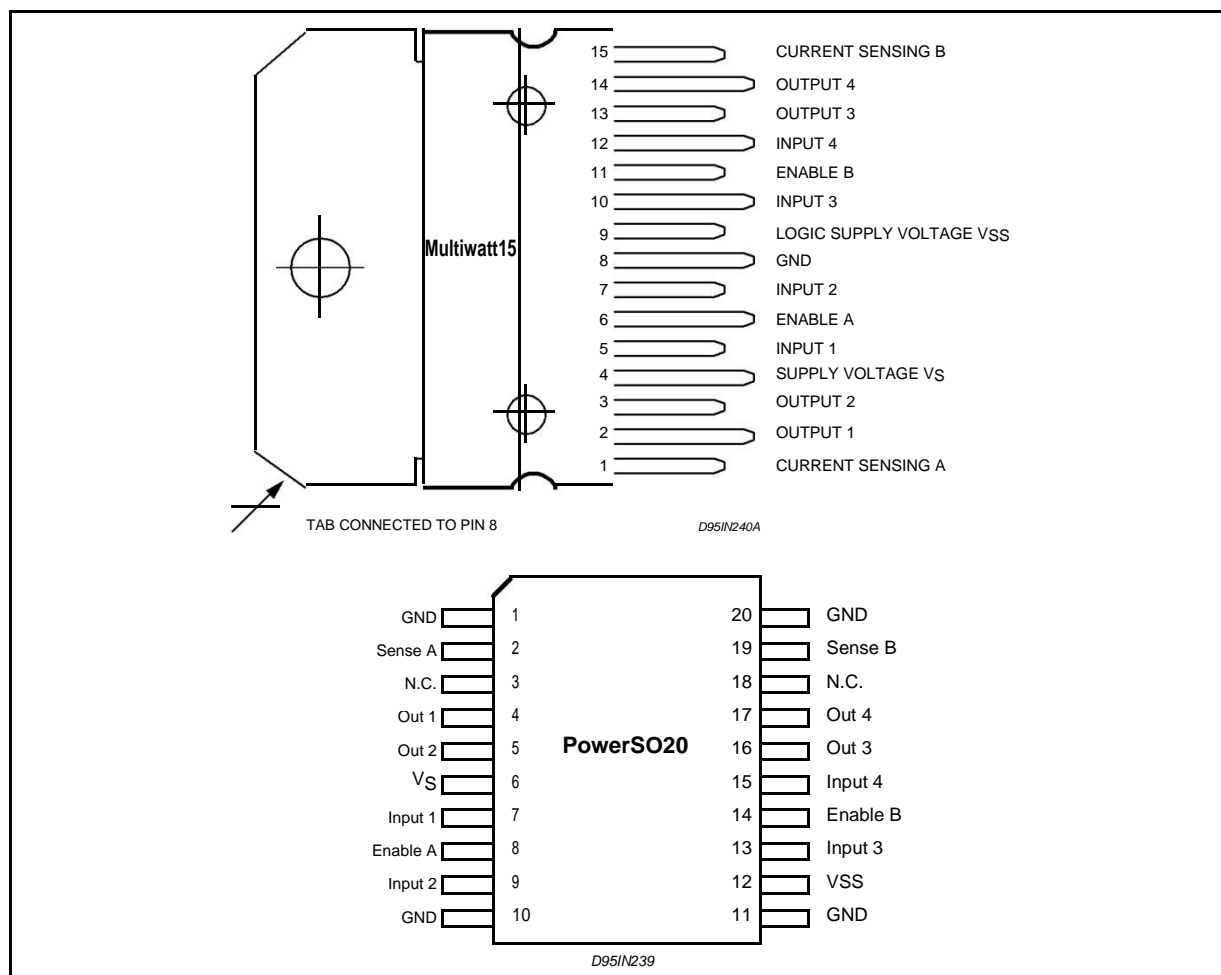 15 CURRENT SENSING B
14 OUTPUT 4
13 OUTPUT 3
12 INPUT 4
11 ENABLE B
10 INPUT 3
9 LOGIC SUPPLY VOLTAGE VSS
Multiwatt15
8 GND
7 INPUT 2
6 ENABLE A
5 INPUT 1
4 SUPPLY VOLTAGE VS
3 OUTPUT 2
2 OUTPUT 1
1 CURRENT SENSING A
TAB CONNECTED TO PIN 8
D95IN240A
GND 1 20 GND
Sense A 2 19 Sense B
N.C. 3 18 N.C.
Out 1 4 17 Out 4
Out 2 5 PowerSO20 16 Out 3
VS 6 15 Input 4
Input 1 7 14 Enable B
Enable A 8 13 Input 3
Input 2 9 12 VSS
GND 10 11 GND
D95IN239